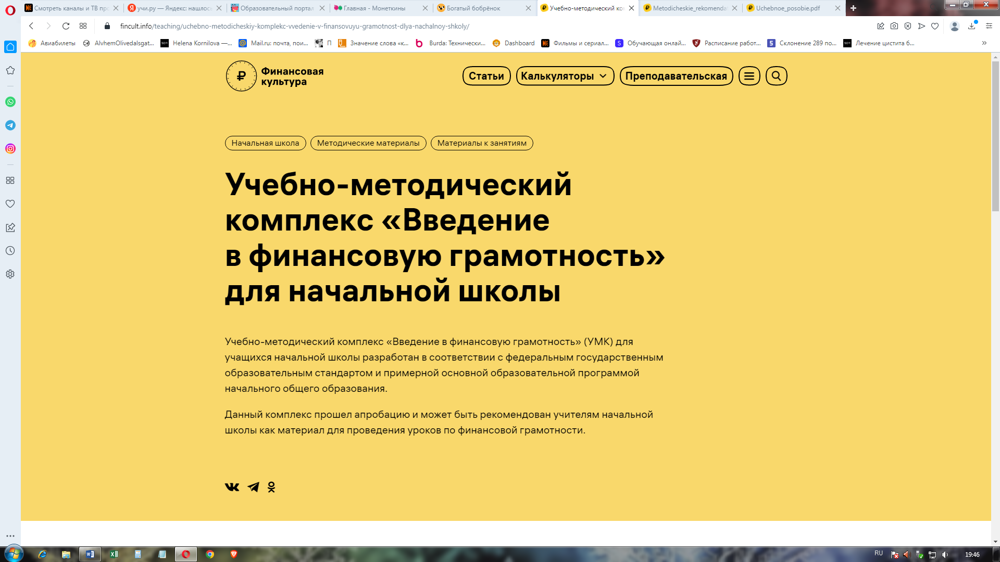 Смотреть каналы и ТВ пр
учи.ру — Яндекс: нашлось
Образовательный портал
Главная - Монеткины
Богатый бобрёнок
Учебно-методический ко
Metodicheskie_rekomenda
Uchebnoe_posobie.pdf
fincult.info/teaching/uchebno-metodicheskiy-komplekc-vvedenie-v-finansovuyu-gramotnost-dlya-nachalnoy-shkoly/
Авиабилеты
AlvhemOlivedalsgat...
Helena Kornilova —...
Mail.ru: почта, пои...
П
Значение слова «к...
Burda: Технически...
Dashboard
Фильмы и сериал...
Обучающая онлай...
Расписание работ...
Склонение 289 по...
Лечение цистита б...
Финансовая
культура
Статьи
Калькуляторы
Преподавательская
Начальная школа
Методические материалы
Материалы к занятиям
Учебно-методический
комплекс «Введение
в финансовую грамотность»
для начальной школы
Учебно-методический комплекс «Введение в финансовую грамотность» (УМК) для
учащихся начальной школы разработан в соответствии с федеральным государственным
образовательным стандартом и примерной основной образовательной программой
начального общего образования.
Данный комплекс прошел апробацию и может быть рекомендован учителям начальной
школы как материал для проведения уроков по финансовой грамотности.
RU
19:46